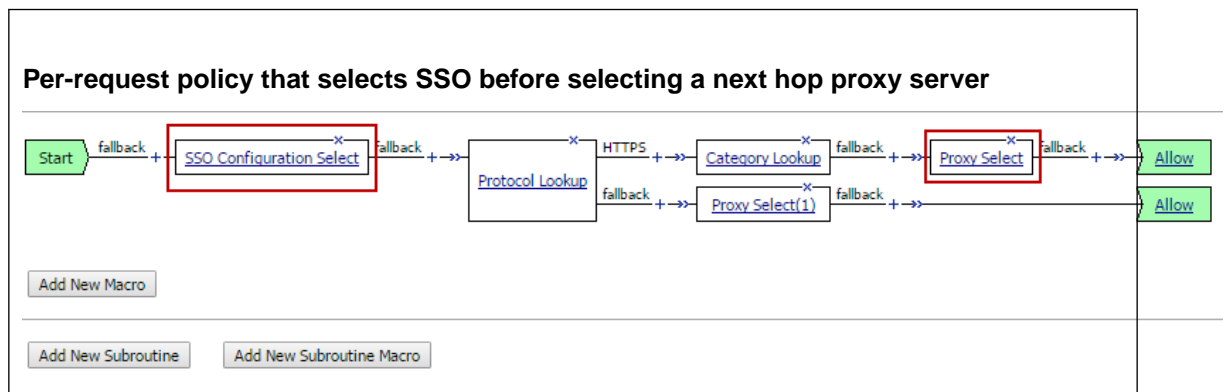 Per-request policy that selects SSO before selecting a next hop proxy server
Start fallback + SSO Configuration Select × fallback + Protocol Lookup × HTTPS + Category Lookup × fallback + Proxy Select × fallback + Allow
fallback + Proxy Select(1) × fallback + Allow
Add New Macro
Add New Subroutine Add New Subroutine Macro